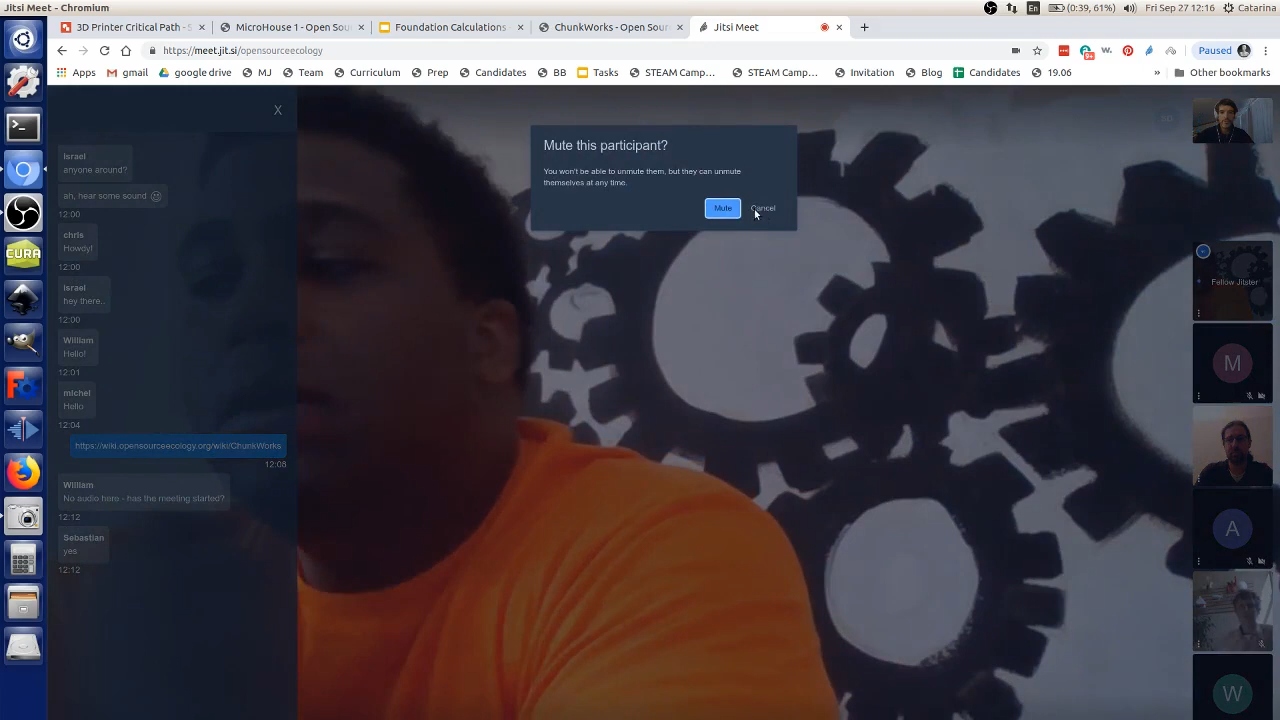 Jitsi Meet - Chromium
En
(0:39, 61%)
Fri Sep 27 12:16
Catarina
3D Printer Critical Path - S
MicroHouse 1 - Open Sou
Foundation Calculations -
ChunkWorks - Open Sour
Jitsi Meet
https://meet.jit.si/opensourceecology
9+
W.
Paused
Apps
gmail
google drive
MJ
Team
Curriculum
Prep
Candidates
BB
Tasks
STEAM Camp...
STEAM Camp...
Invitation
Blog
Candidates
19.06
»
Other bookmarks
X
Israel
anyone around?
ah, hear some sound
12:00
chris
Howdy!
12:00
Israel
hey there..
12:00
William
Hello!
12:01
michel
Hello
12:04
https://wiki.opensourceecology.org/wiki/ChunkWorks
12:08
William
No audio here - has the meeting started?
12:12
Sebastian
yes
12:12
Mute this participant?
You won't be able to unmute them, but they can unmute
themselves at any time.
Mute
Cancel
Fellow Jitster
M
A
W
CURA